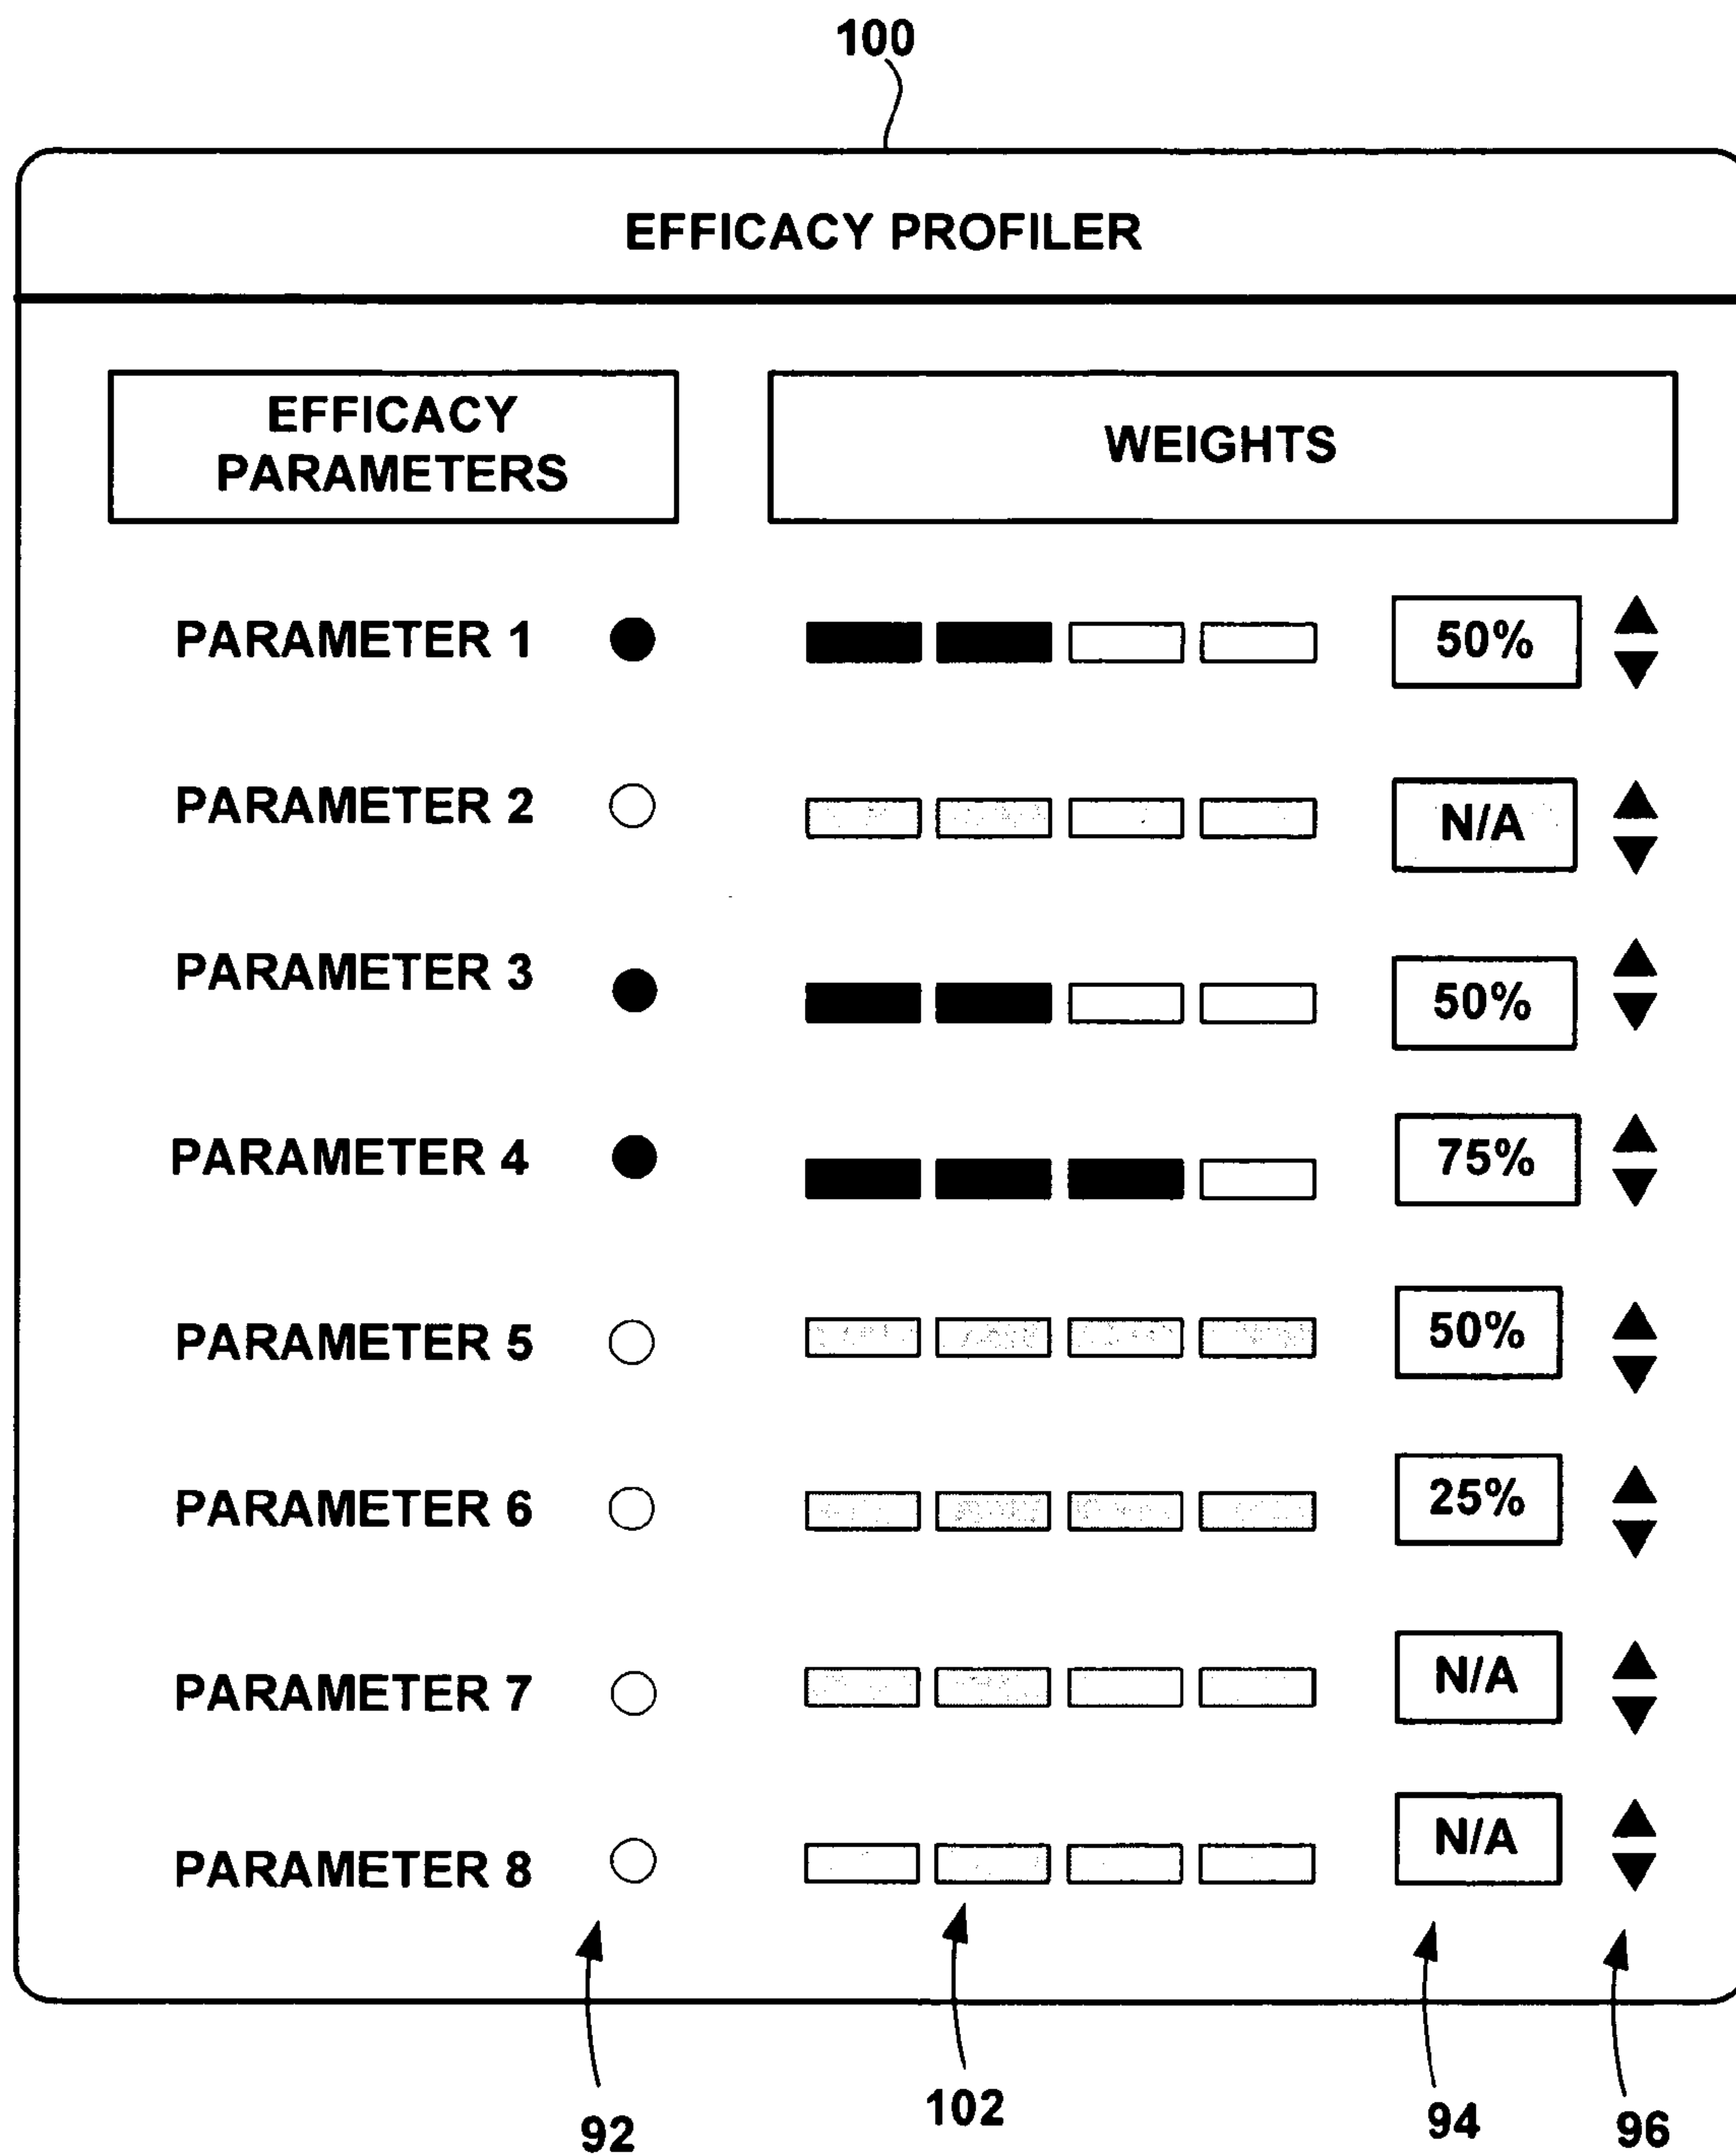 100
EFFICACY PROFILER
EFFICACY
PARAMETERS
WEIGHTS
PARAMETER 1 50%
PARAMETER 2 N/A
PARAMETER 3 50%
PARAMETER 4 75%
PARAMETER 5 50%
PARAMETER 6 25%
PARAMETER 7 N/A
PARAMETER 8 N/A
92 102 94 96